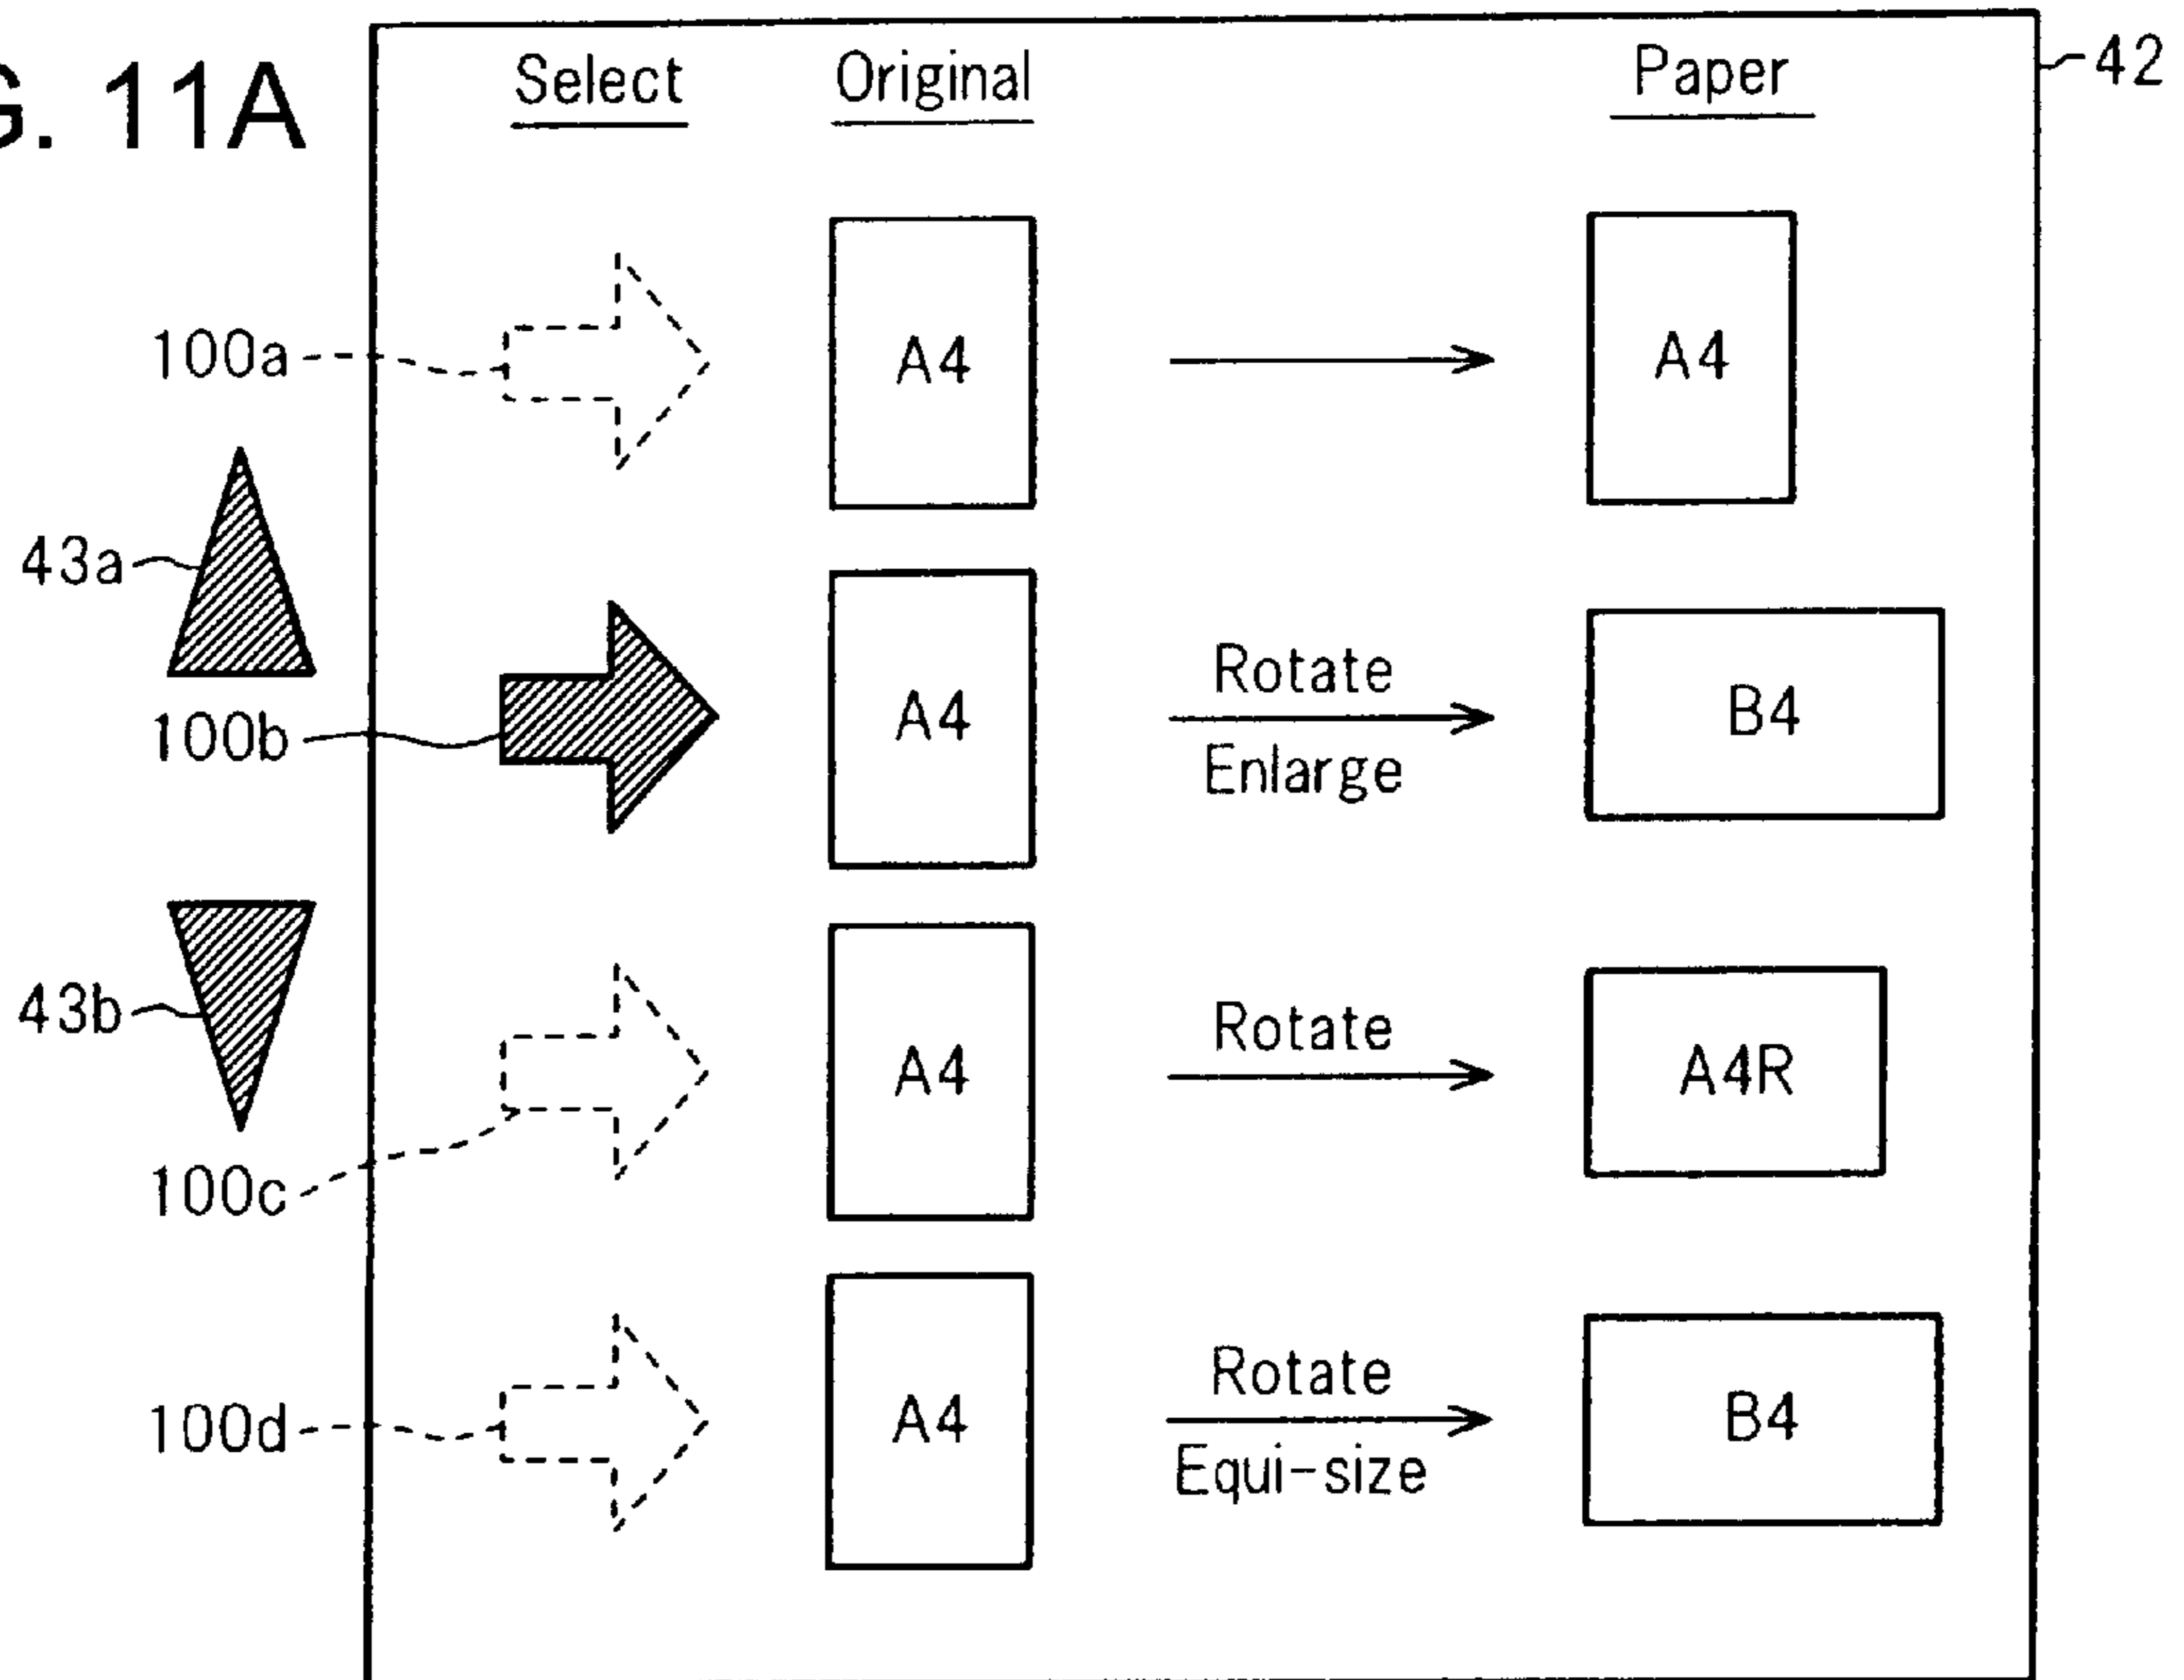 G. 11A
Select Original Paper
42
100a
A4 A4
43a
100b
A4 Rotate Enlarge B4
43b
100c
A4 Rotate A4R
100d
A4 Rotate Equi-size B4